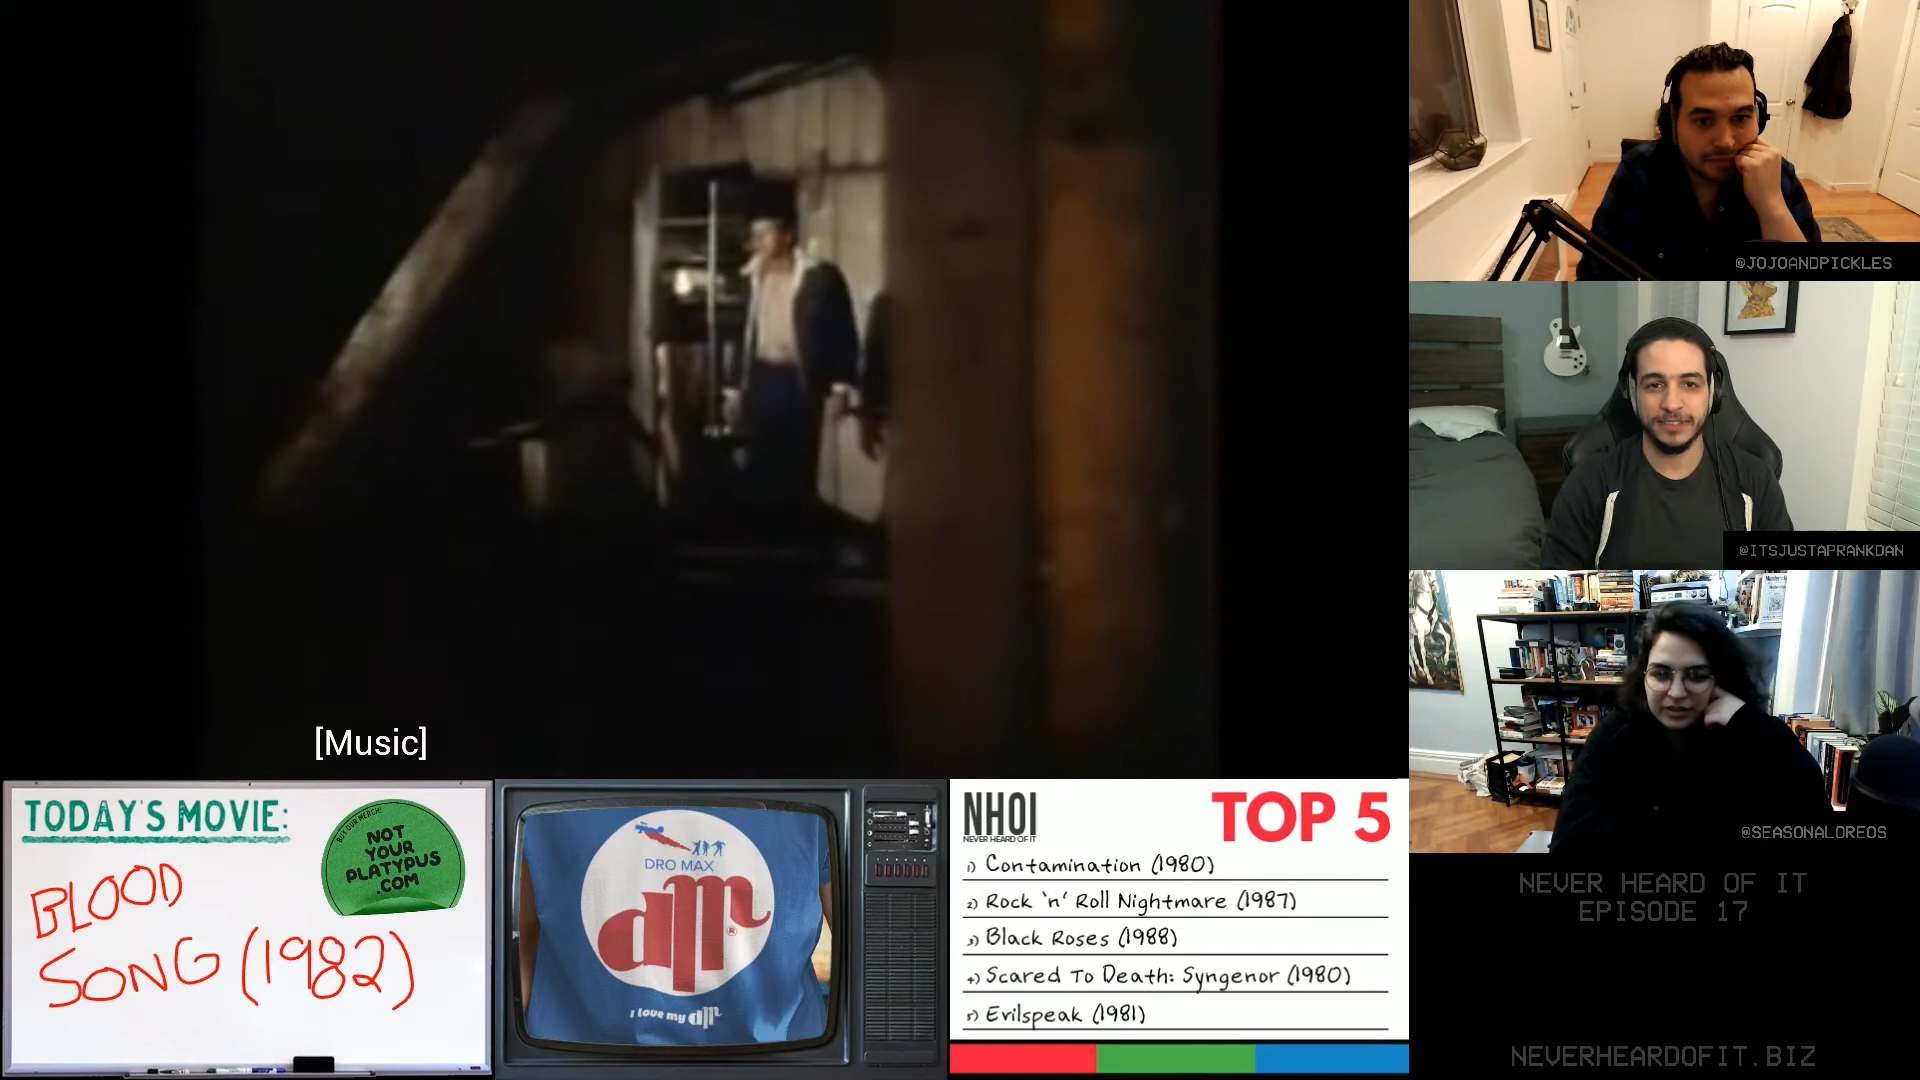 [Music]
@JOJOANDPICKLES
@ITSJUSTAPRANKDAN
@SEASONALOREOS
NEVER HEARD OF IT
EPISODE 17
NEVERHEARDOFIT.BIZ
TODAY'S MOVIE:
BLOOD
SONG (1982)
BUY OUR MERCH!
NOT
YOUR
PLATYPUS
.COM
DRO MAX
dm®
I love my dm
NHOI
NEVER HEARD OF IT
TOP 5
1) Contamination (1980)
2) Rock 'n' Roll Nightmare (1987)
3) Black Roses (1988)
4) Scared To Death: Syngenor (1980)
5) Evilspeak (1981)